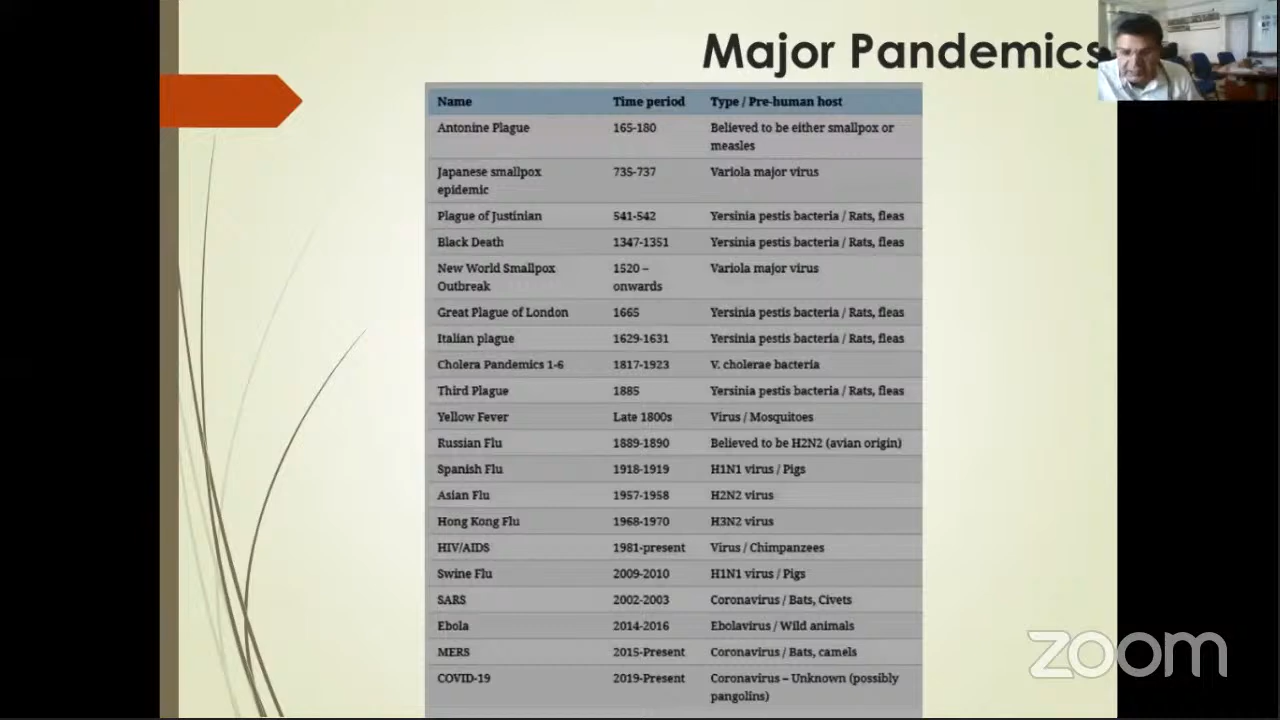 Major Pandemics
Name Time period Type / Pre-human host
Antonine Plague 165-180 Believed to be either smallpox or
measles
Japanese smallpox 735-737 Variola major virus
epidemic
Plague of Justinian 541-542 Yersinia pestis bacteria / Rats, fleas
Black Death 1347-1351 Yersinia pestis bacteria / Rats, fleas
New World Smallpox 1520 – Variola major virus
Outbreak onwards
Great Plague of London 1665 Yersinia pestis bacteria / Rats, fleas
Italian plague 1629-1631 Yersinia pestis bacteria / Rats, fleas
Cholera Pandemics 1-6 1817-1923 V. cholerae bacteria
Third Plague 1885 Yersinia pestis bacteria / Rats, fleas
Yellow Fever Late 1800s Virus / Mosquitoes
Russian Flu 1889-1890 Believed to be H2N2 (avian origin)
Spanish Flu 1918-1919 H1N1 virus / Pigs
Asian Flu 1957-1958 H2N2 virus
Hong Kong Flu 1968-1970 H3N2 virus
HIV/AIDS 1981-present Virus / Chimpanzees
Swine Flu 2009-2010 H1N1 virus / Pigs
SARS 2002-2003 Coronavirus / Bats, Civets
Ebola 2014-2016 Ebolavirus / Wild animals
MERS 2015-Present Coronavirus / Bats, camels
COVID-19 2019-Present Coronavirus – Unknown (possibly
pangolins)
zoom